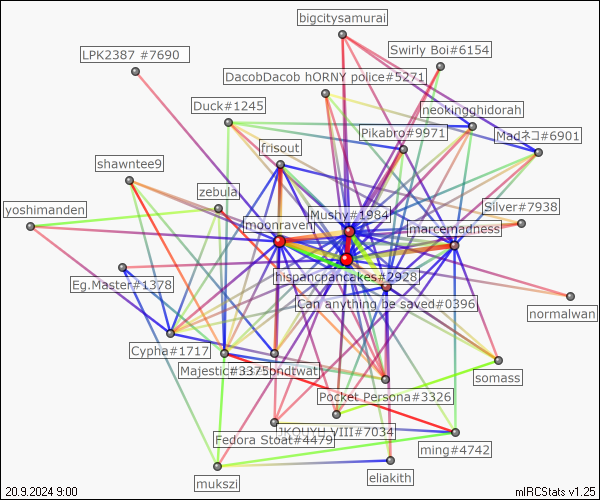 bigcitysamurai
LPK2387 #7690
Swirly Boi#6154
DacobDacob hORNY police#5271
Duck#1245
neokingghidorah
Pikabro#9971
Madネコ#6901
frisout
shawntee9
zebula
yoshimanden
Mushy#1984
Silver#7938
moonraven
marcemadness
hispancpancakes#2928
Eg.Master#1378
Can anything be saved#0396
normalwan
Cypha#1717
Majestic#3375
ondtwat
somass
Pocket Persona#3326
JKOUYU VIII#7034
Fedora Stoat#4479
ming#4742
eliakith
mukszi
20.9.2024 9:00
mIRCStats v1.25